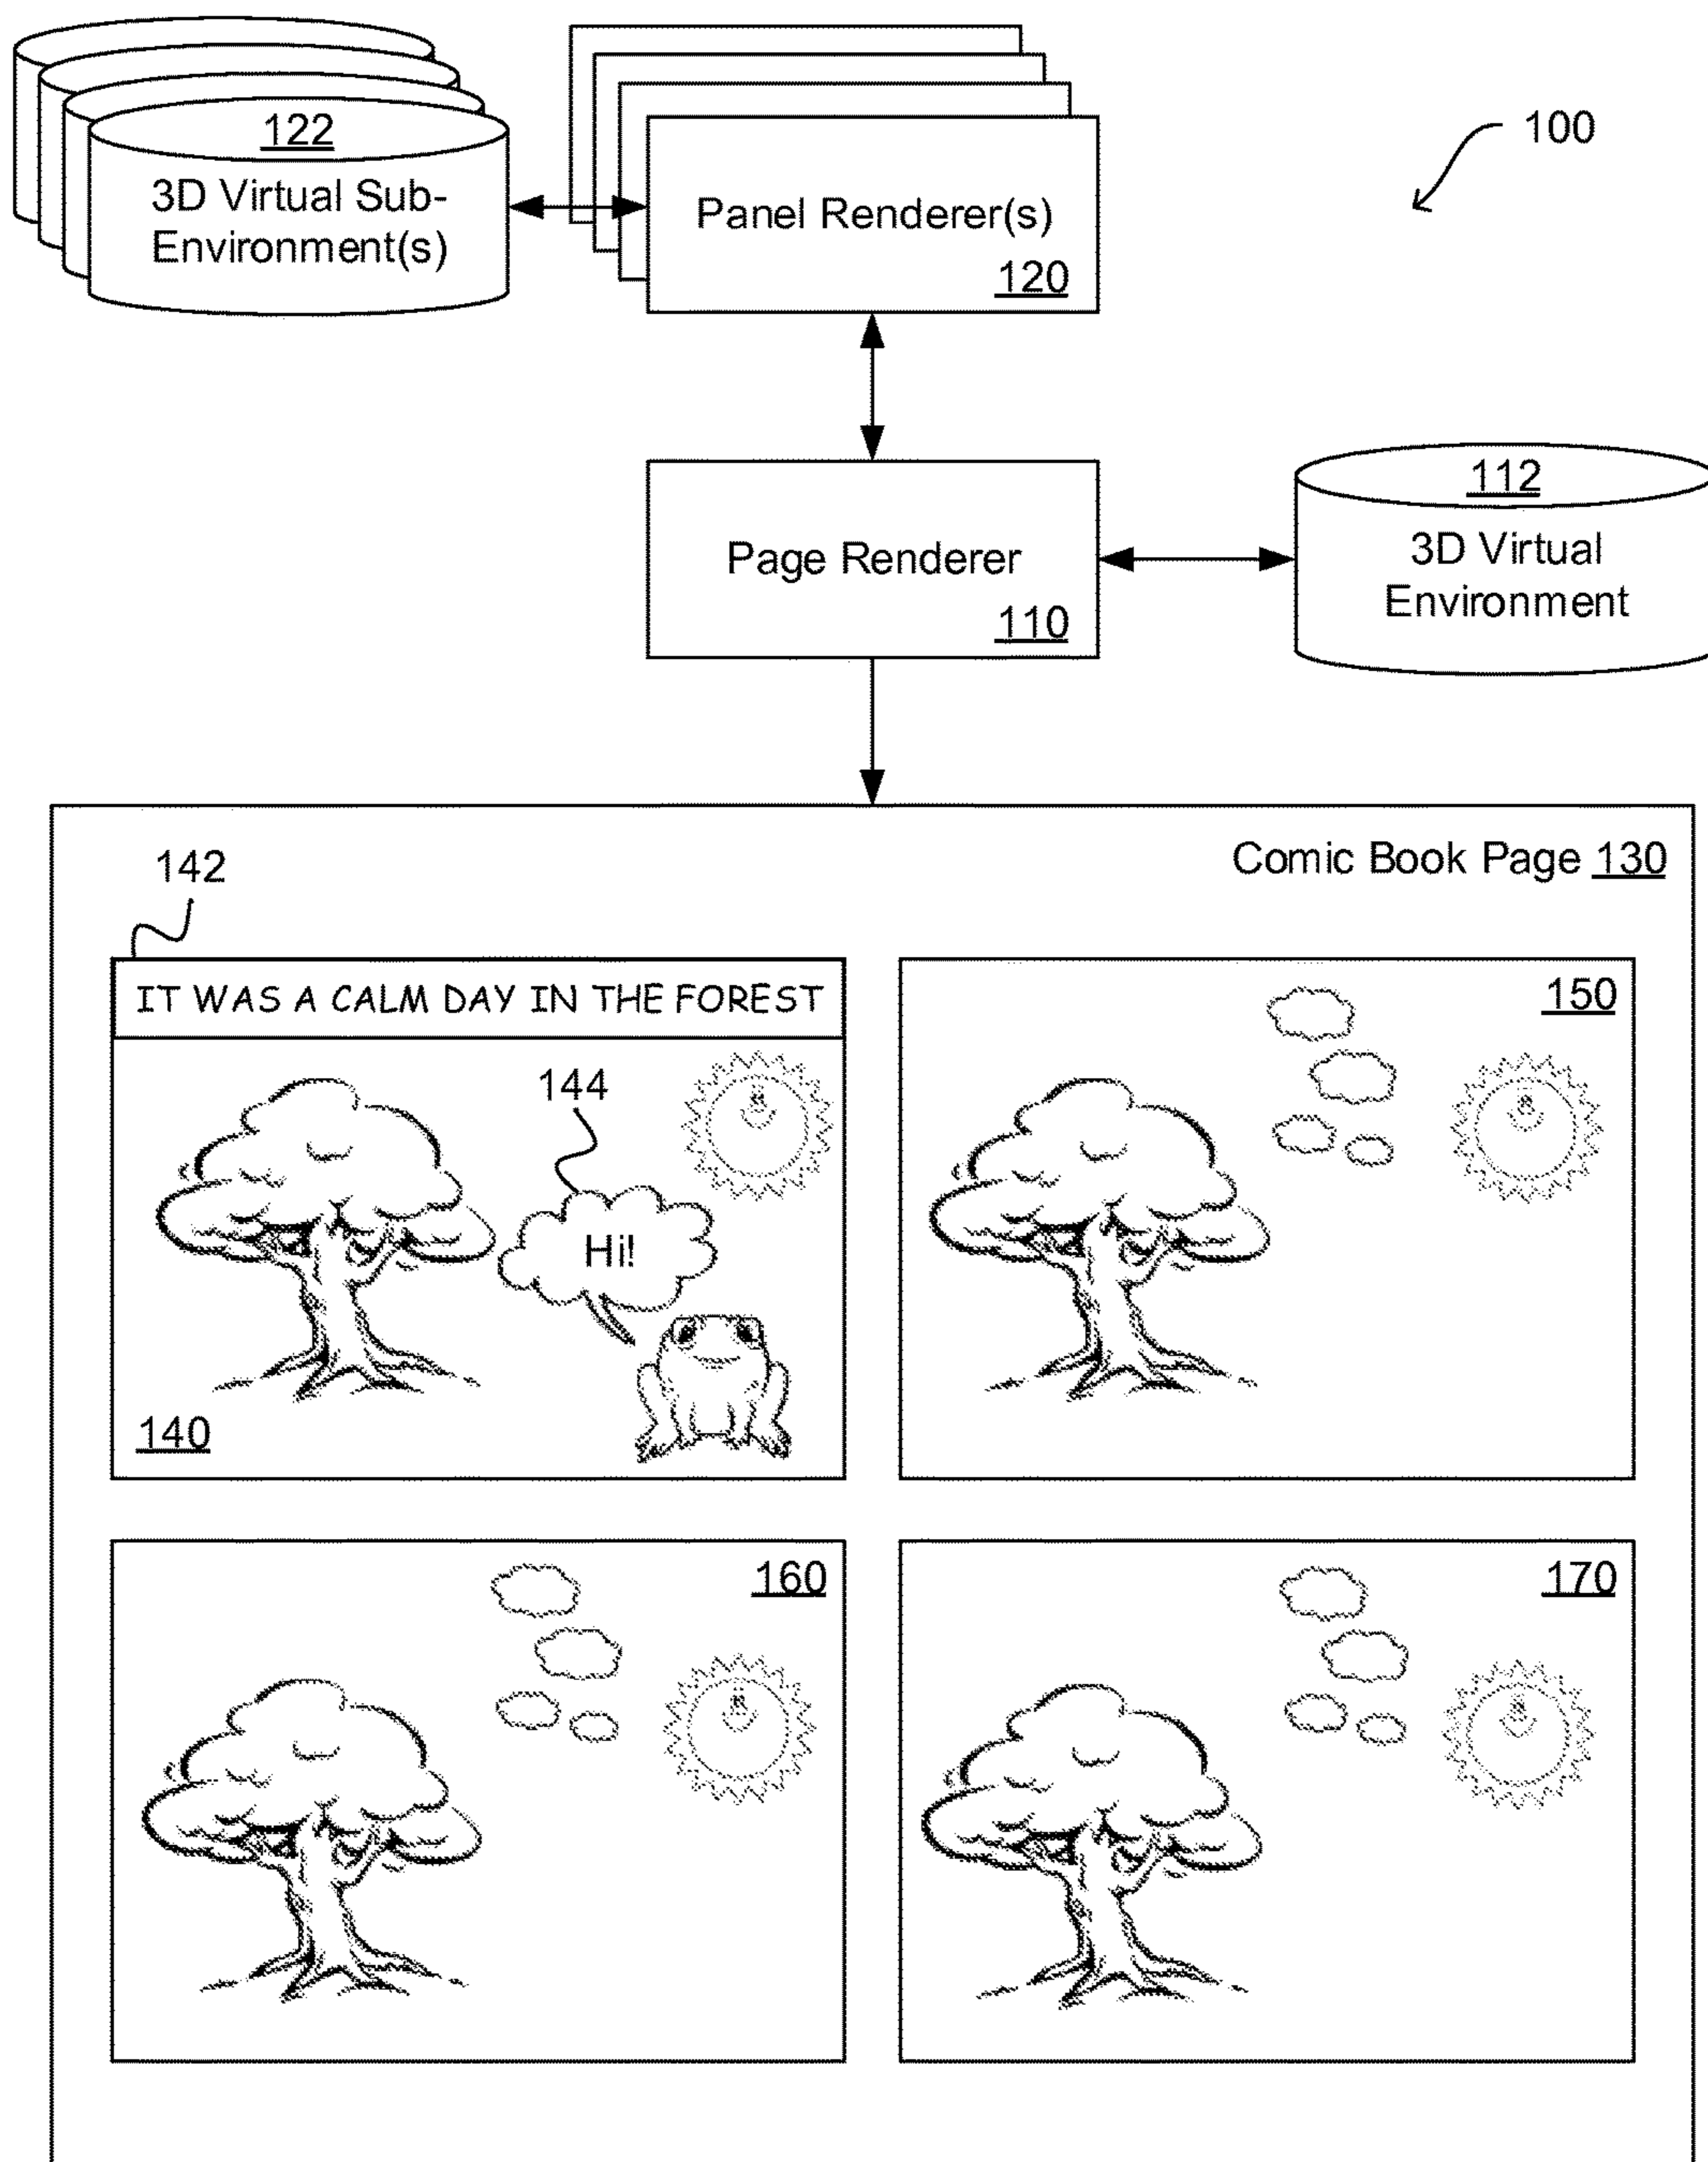 122
3D Virtual Sub-
Environment(s)
Panel Renderer(s)
120
100
Page Renderer
110
112
3D Virtual
Environment
Comic Book Page 130
142
IT WAS A CALM DAY IN THE FOREST
144
Hi!
140
150
160
170